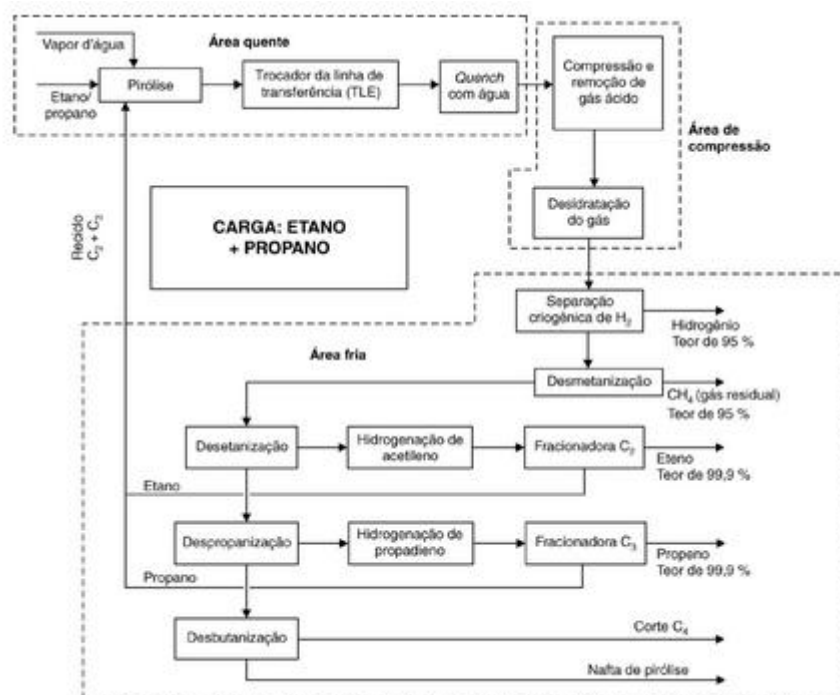 Vapor d'água
Área quente
Pirólise
Trocador da linha de
transferência (TLE)
Quench
com água
Compressão e
remoção de
gás ácido
Etano/
propano
Área de
compressão
Desidratação
do gás
Reciclo
C₂ + C₃
CARGA: ETANO
+ PROPANO
Separação
criogênica de H₂
Hidrogênio
Teor de 95 %
Área fria
Desmetanização
CH₄ (gás residual)
Teor de 95 %
Desetanização
Hidrogenação de
acetileno
Fracionadora C₂
Eteno
Teor de 99,9 %
Etano
Despropanização
Hidrogenação de
propadieno
Fracionadora C₃
Propeno
Teor de 99,9 %
Propano
Desbutanização
Corte C₄
Nafta de pirólise